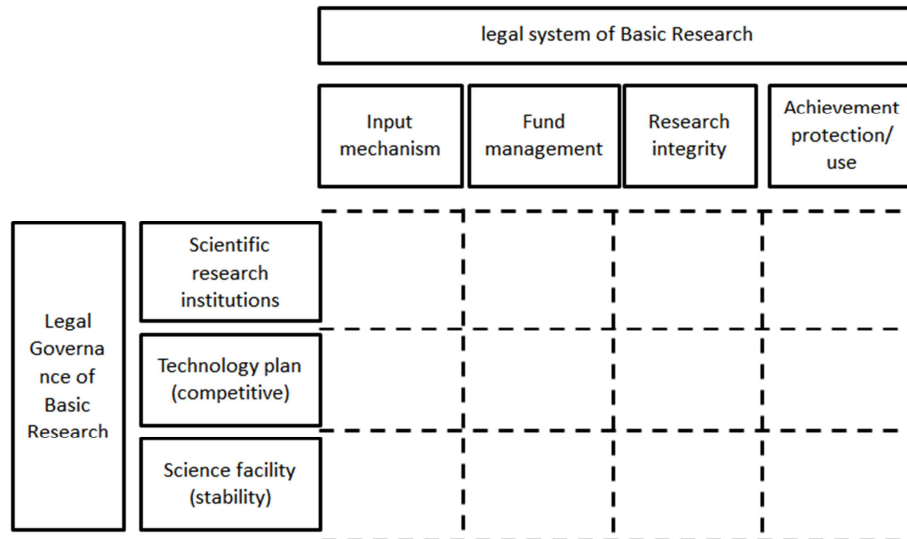 legal system of Basic Research
Input
mechanism
Fund
management
Research
integrity
Achievement
protection/
use
Legal
Governa
nce of
Basic
Research
Scientific
research
institutions
Technology plan
(competitive)
Science facility
(stability)